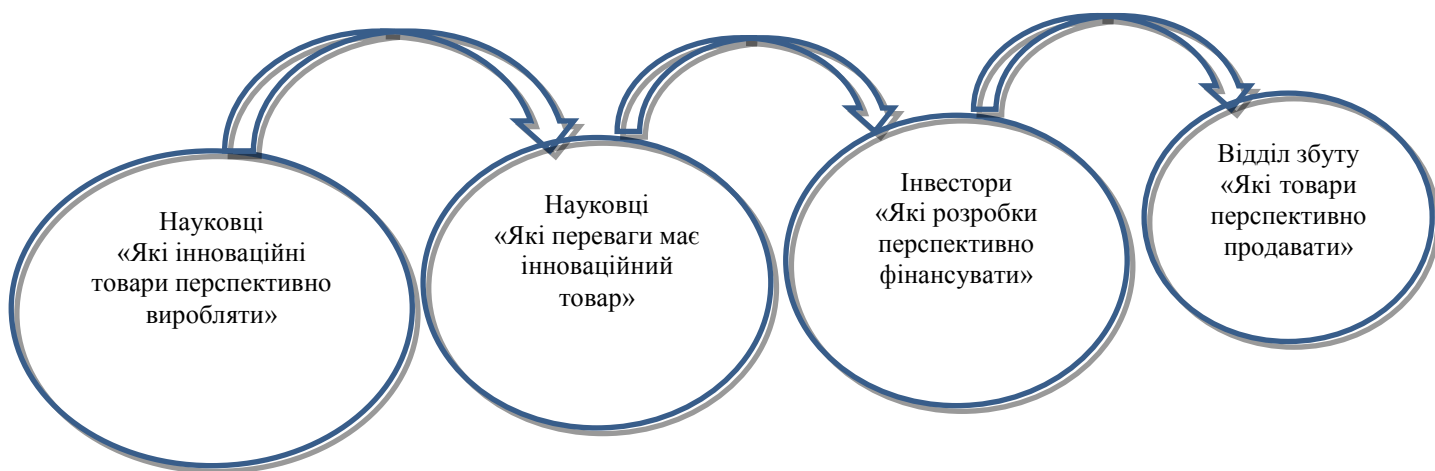 Науковці
«Які інноваційні
товари перспективно
виробляти»
Науковці
«Які переваги має
інноваційний
товар»
Інвестори
«Які розробки
перспективно
фінансувати»
Відділ збуту
«Які товари
перспективно
продавати»